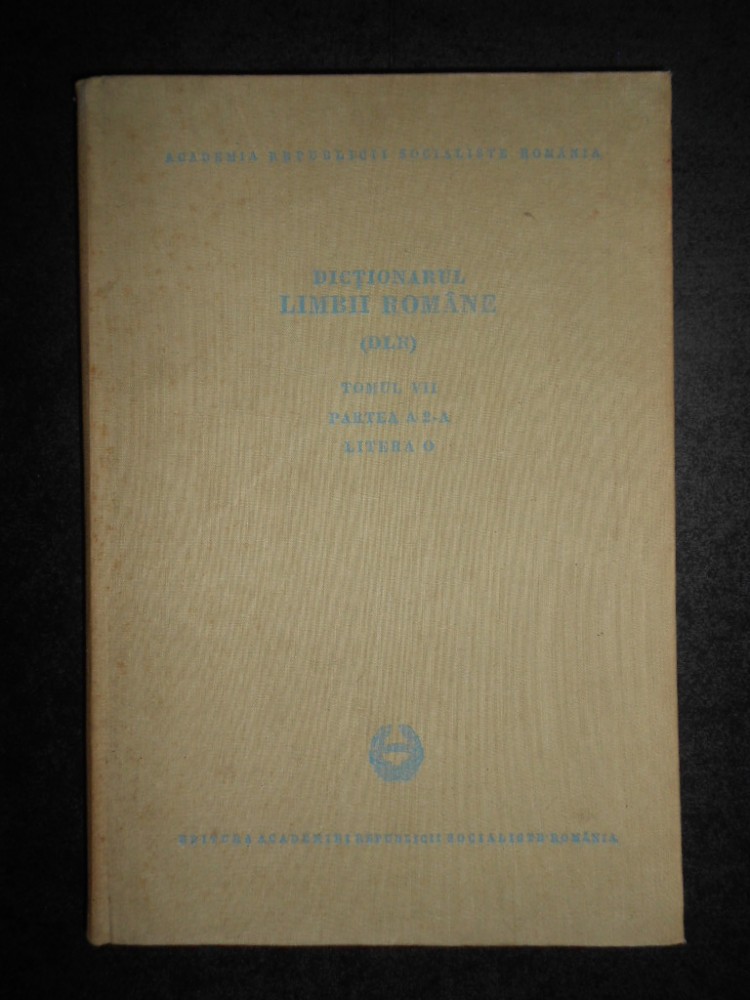 ACADEMIA REPUBLICII SOCIALISTE ROMÂNIA
DICȚIONARUL
LIMBII ROMÂNE
(DLR)
TOMUL VII
PARTEA A 2-A
LITERA O
EDITURA ACADEMIEI REPUBLICII SOCIALISTE ROMÂNIA